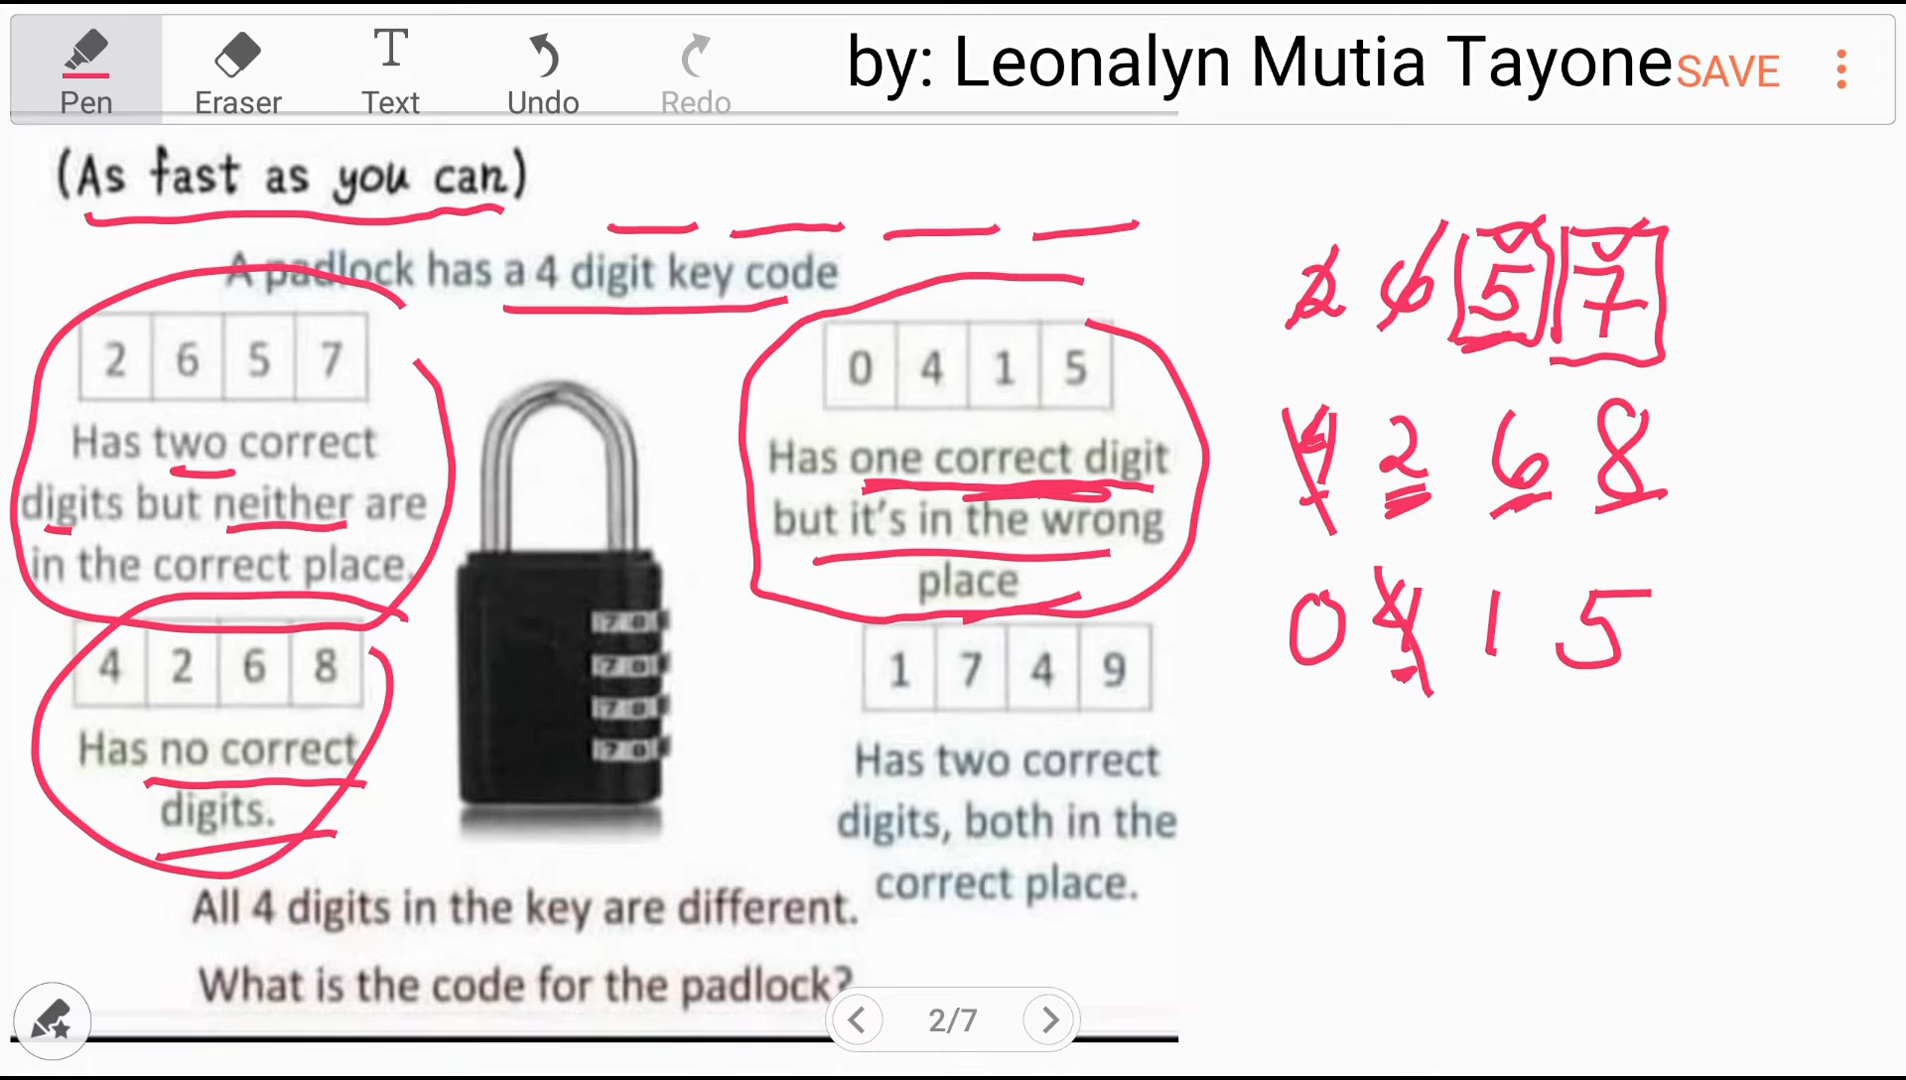 Pen Eraser Text Undo Redo by: Leonalyn Mutia Tayone SAVE
(As fast as you can)
A padlock has a 4 digit key code
2 6 5 7
Has two correct
digits but neither are
in the correct place.
4 2 6 8
Has no correct
digits.
0 4 1 5
Has one correct digit
but it's in the wrong
place
1 7 4 9
Has two correct
digits, both in the
correct place.
All 4 digits in the key are different.
What is the code for the padlock?
2/7
2 6 5 7
4 2 6 8
0 4 1 5